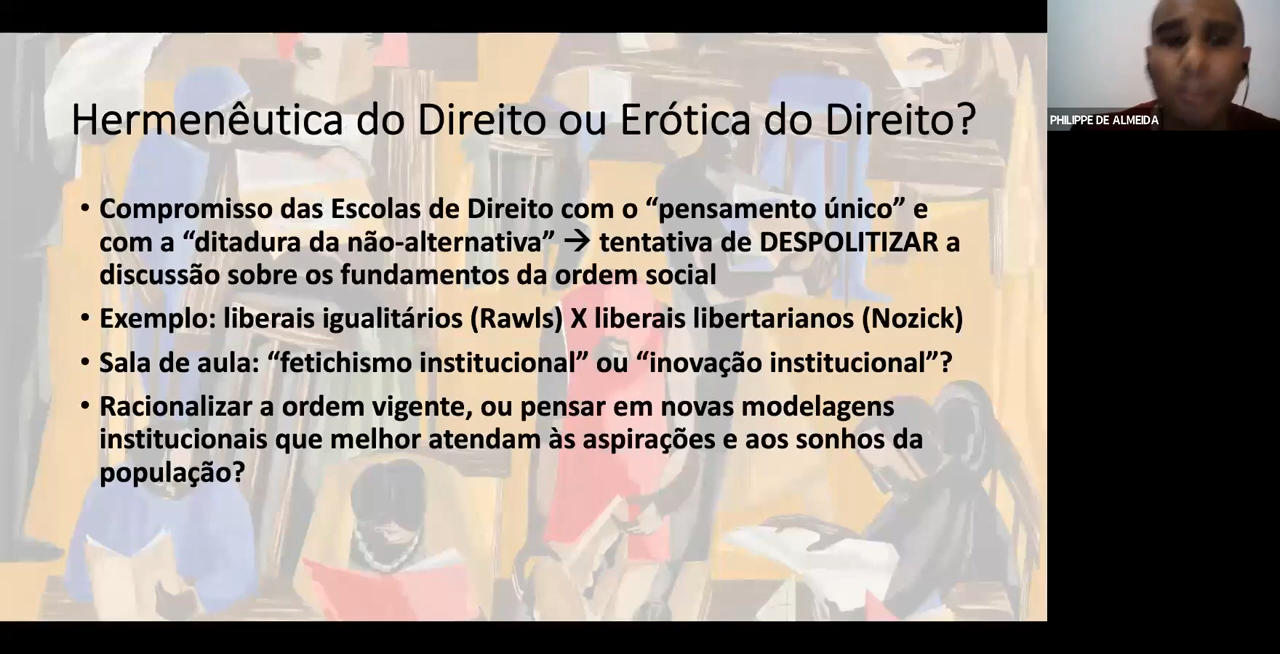 Hermenêutica do Direito ou Erótica do Direito?
• Compromisso das Escolas de Direito com o “pensamento único” e
com a “ditadura da não-alternativa” → tentativa de DESPOLITIZAR a
discussão sobre os fundamentos da ordem social
• Exemplo: liberais igualitários (Rawls) X liberais libertarianos (Nozick)
• Sala de aula: “fetichismo institucional” ou “inovação institucional”?
• Racionalizar a ordem vigente, ou pensar em novas modelagens
institucionais que melhor atendam às aspirações e aos sonhos da
população?
PHILIPPE DE ALMEIDA